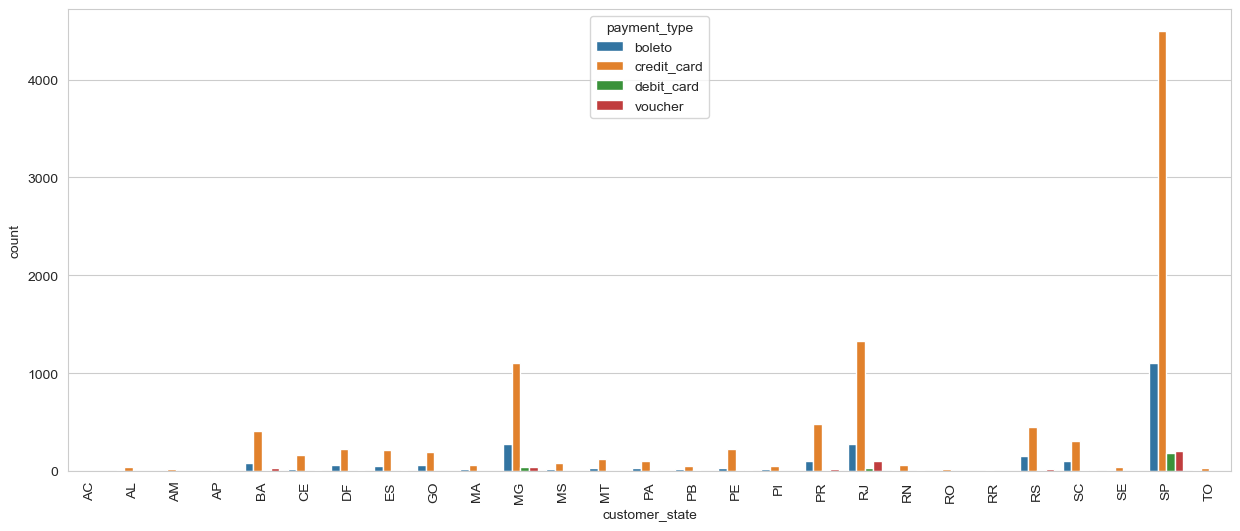 payment_type
boleto
credit_card
debit_card
voucher
4000
3000
2000
1000
0
count
AC AL AM AP BA CE DF ES GO MA MG MS MT PA PB PE PI PR RJ RN RO RR RS SC SE SP TO
customer_state